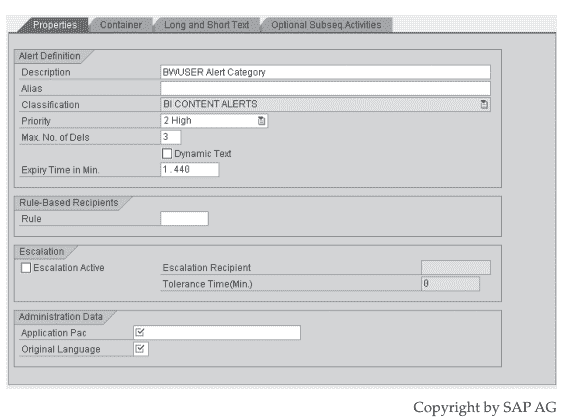 Properties Container Long and Short Text Optional Subseq.Activities
Alert Definition
Description BWUSER Alert Category
Alias
Classification BI CONTENT ALERTS
Priority 2 High
Max. No. of Dels 3
Dynamic Text
Expiry Time in Min. 1.440
Rule-Based Recipients
Rule
Escalation
Escalation Active Escalation Recipient
Tolerance Time(Min.) 0
Administration Data
Application Pac
Original Language
Copyright by SAP AG